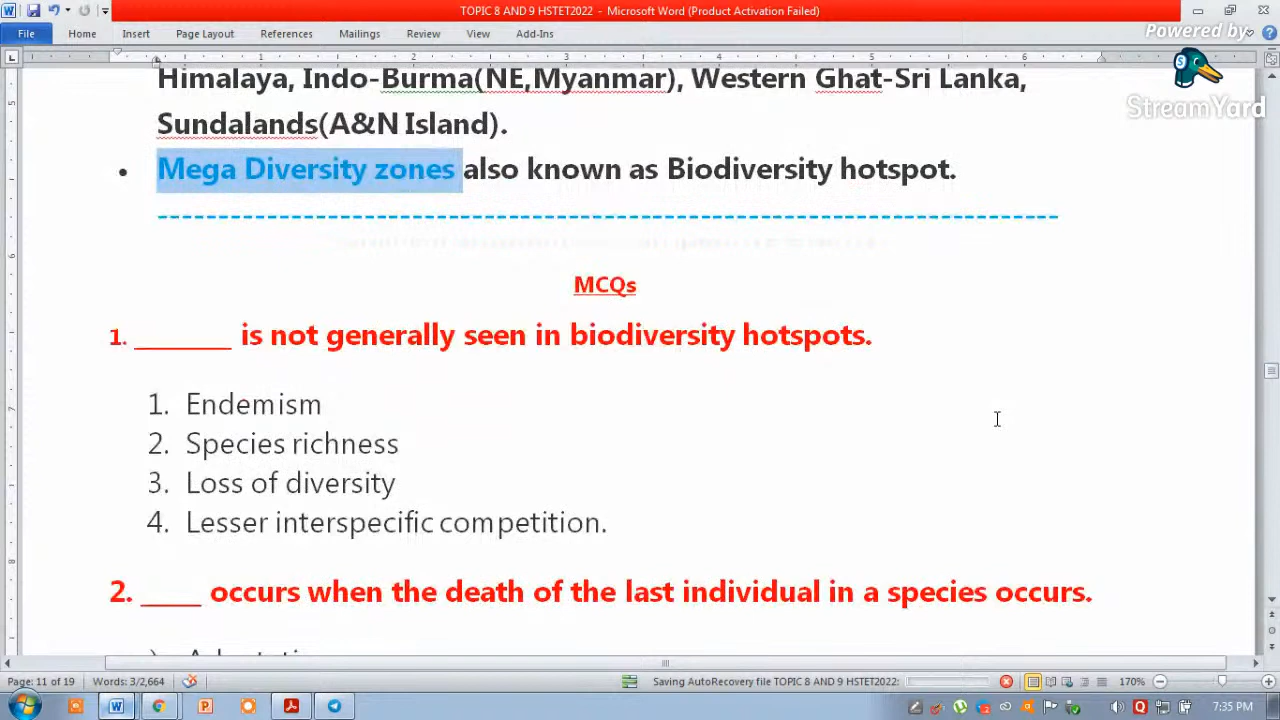 TOPIC 8 AND 9 HSTET2022 - Microsoft Word (Product Activation Failed)
File Home Insert Page Layout References Mailings Review View Add-Ins
Powered by
StreamYard
Himalaya, Indo-Burma(NE,Myanmar), Western Ghat-Sri Lanka,
Sundalands(A&N Island).
• Mega Diversity zones also known as Biodiversity hotspot.
MCQs
1. _______ is not generally seen in biodiversity hotspots.
1. Endemism
2. Species richness
3. Loss of diversity
4. Lesser interspecific competition.
2. ____ occurs when the death of the last individual in a species occurs.
Page: 11 of 19 Words: 3/2,664 Saving AutoRecovery file TOPIC 8 AND 9 HSTET2022: 170%
7:35 PM